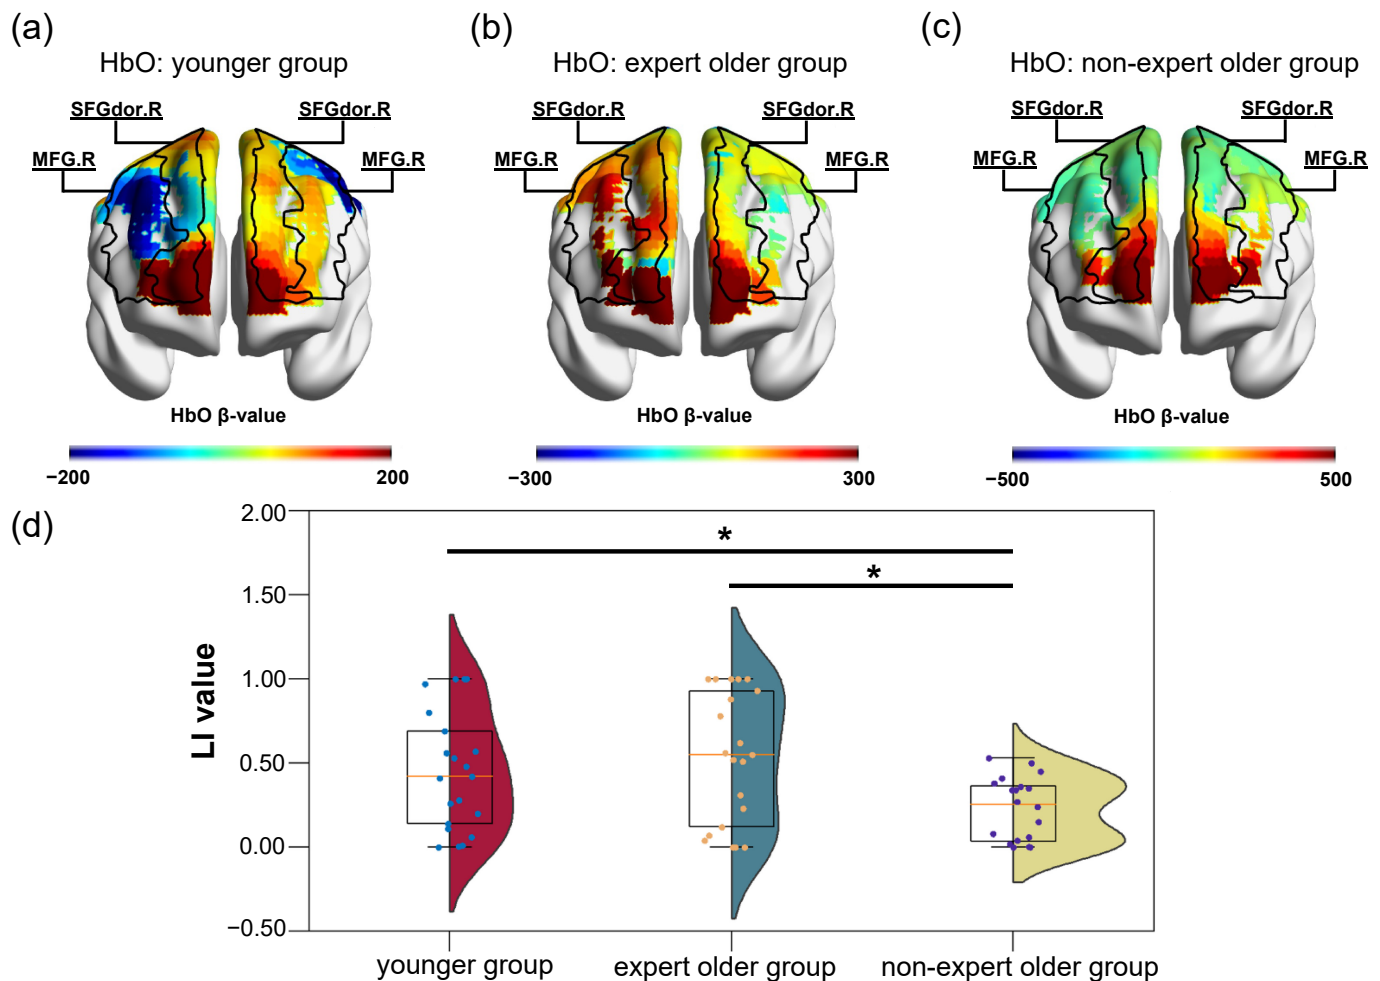 (a)
HbO: younger group
SFGdor.R
SFGdor.R
MFG.R
MFG.R
HbO β-value
−200
200
(b)
HbO: expert older group
SFGdor.R
SFGdor.R
MFG.R
MFG.R
HbO β-value
−300
300
(c)
HbO: non-expert older group
SFGdor.R
SFGdor.R
MFG.R
MFG.R
HbO β-value
−500
500
(d)
LI value
2.00
1.50
1.00
0.50
0.00
−0.50
*
*
younger group
expert older group
non-expert older group